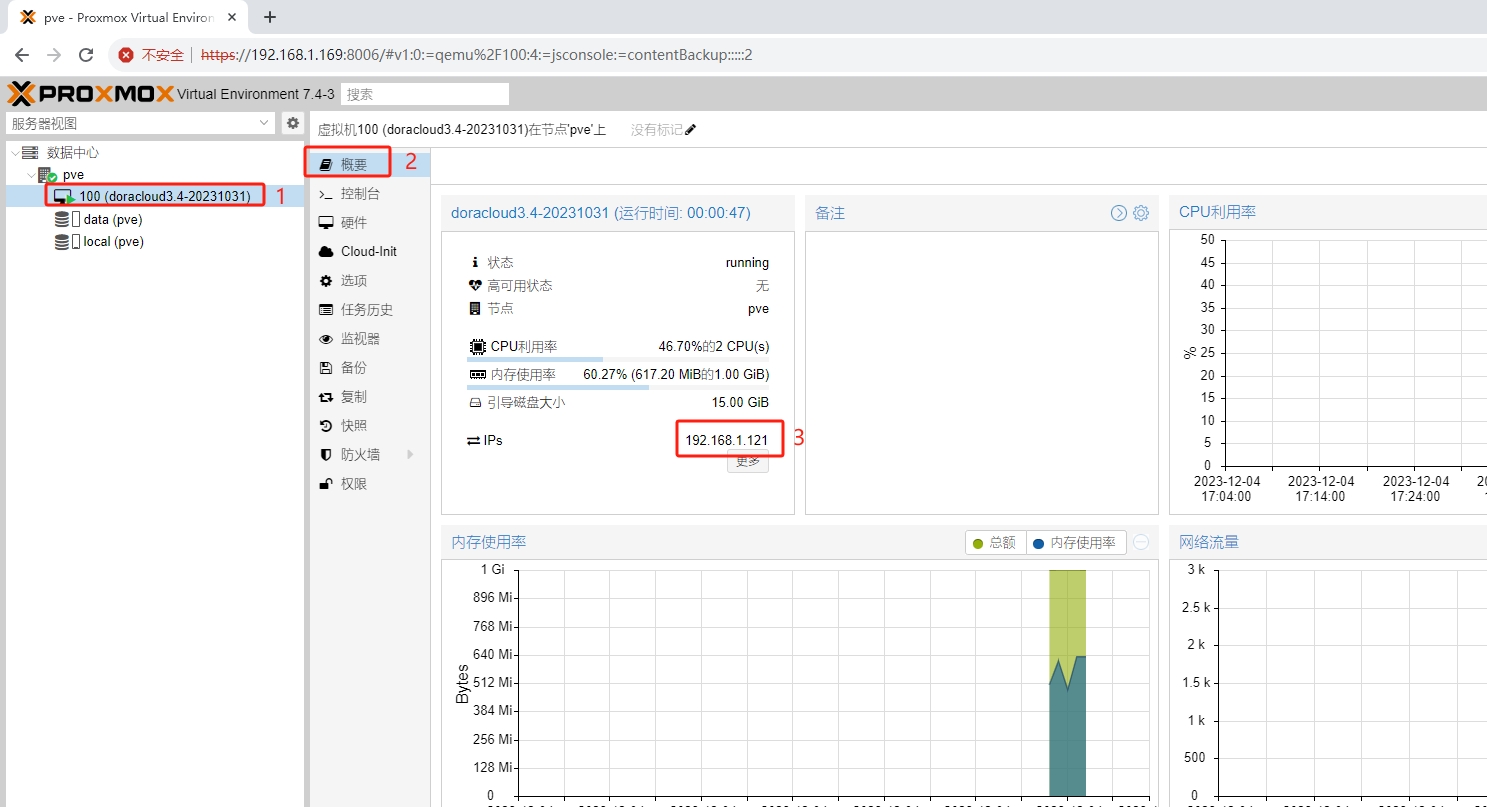 pve - Proxmox Virtual Environ
不安全 https://192.168.1.169:8006/#v1:0:=qemu%2F100:4:=jsconsole:=contentBackup:::::2
PROXMOX Virtual Environment 7.4-3 搜索
服务器视图
数据中心
pve
100 (doracloud3.4-20231031) 1
data (pve)
local (pve)
虚拟机100 (doracloud3.4-20231031)在节点'pve'上 没有标记
概要 2
控制台
硬件
Cloud-Init
选项
任务历史
监视器
备份
复制
快照
防火墙
权限
doracloud3.4-20231031 (运行时间: 00:00:47)
状态 running
高可用状态 无
节点 pve
CPU利用率 46.70%的2 CPU(s)
内存使用率 60.27% (617.20 MiB的1.00 GiB)
引导磁盘大小 15.00 GiB
IPs 192.168.1.121 3
更多
备注
CPU利用率
50
45
40
35
30
%
25
20
15
10
5
0
2023-12-04 2023-12-04 2023-12-04
17:04:00 17:14:00 17:24:00
内存使用率
总额 内存使用率
1 Gi
896 Mi
768 Mi
640 Mi
Bytes
512 Mi
384 Mi
256 Mi
128 Mi
0
网络流量
3 k
2.5 k
2 k
1.5 k
1 k
500
0